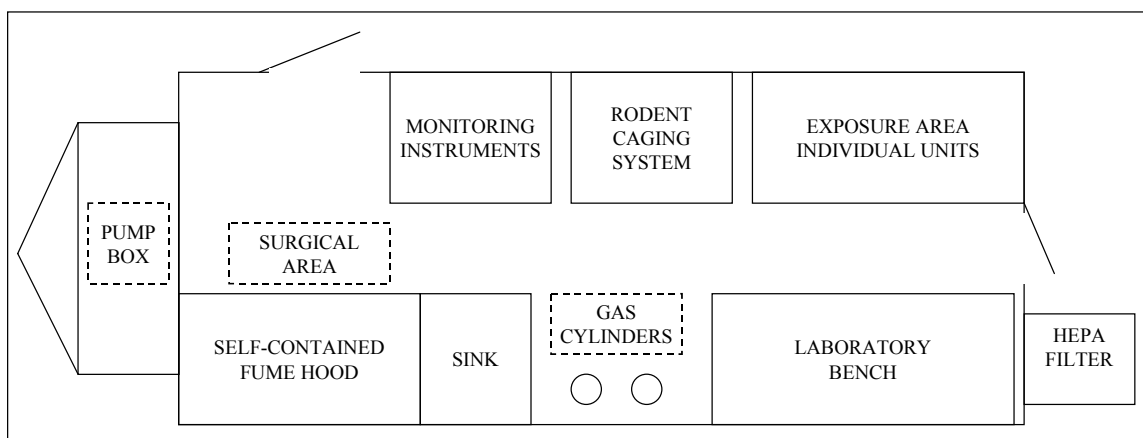 MONITORING
INSTRUMENTS
RODENT
CAGING
SYSTEM
EXPOSURE AREA
INDIVIDUAL UNITS
PUMP
BOX
SURGICAL
AREA
SELF-CONTAINED
FUME HOOD
SINK
GAS
CYLINDERS
LABORATORY
BENCH
HEPA
FILTER